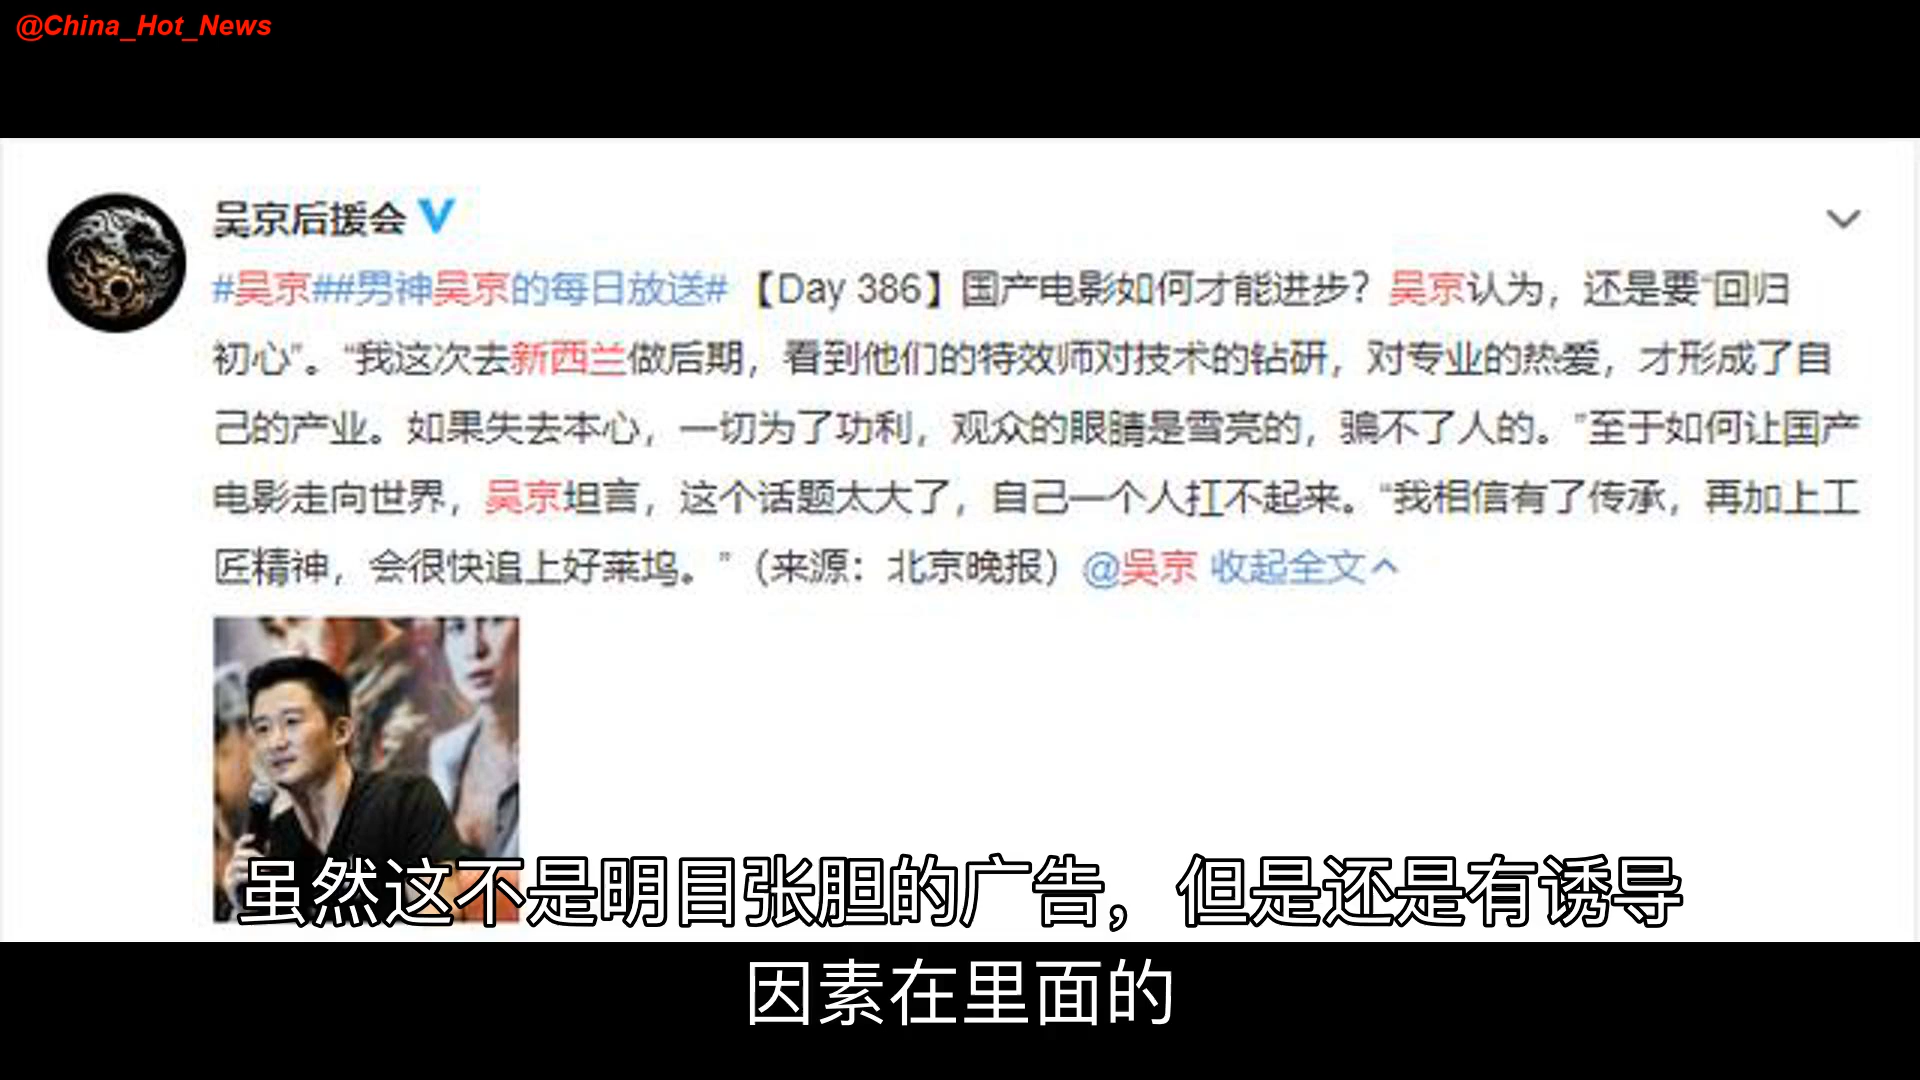 @China_Hot_News
吴京后援会
#吴京##男神吴京的每日放送# 【Day 386】国产电影如何才能进步？吴京认为，还是要“回归
初心”。“我这次去新西兰做后期，看到他们的特效师对技术的钻研，对专业的热爱，才形成了自
己的产业。如果失去本心，一切为了功利，观众的眼睛是雪亮的，骗不了人的。”至于如何让国产
电影走向世界，吴京坦言，这个话题太大了，自己一个人扛不起来。“我相信有了传承，再加上工
匠精神，会很快追上好莱坞。”（来源：北京晚报）@吳京 收起全文
虽然这不是明目张胆的广告，但是还是有诱导
因素在里面的